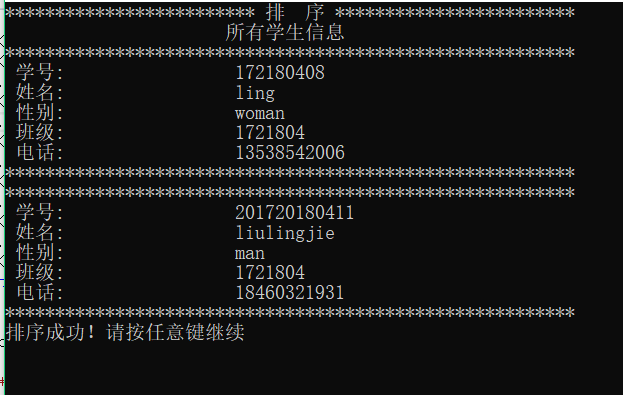 ************************* 排  序 ************************
所有学生信息
*********************************************************
学号:                 172180408
姓名:                 ling
性别:                 woman
班级:                 1721804
电话:                 13538542006
*********************************************************
*********************************************************
学号:                 201720180411
姓名:                 liulingjie
性别:                 man
班级:                 1721804
电话:                 18460321931
*********************************************************
排序成功！请按任意键继续